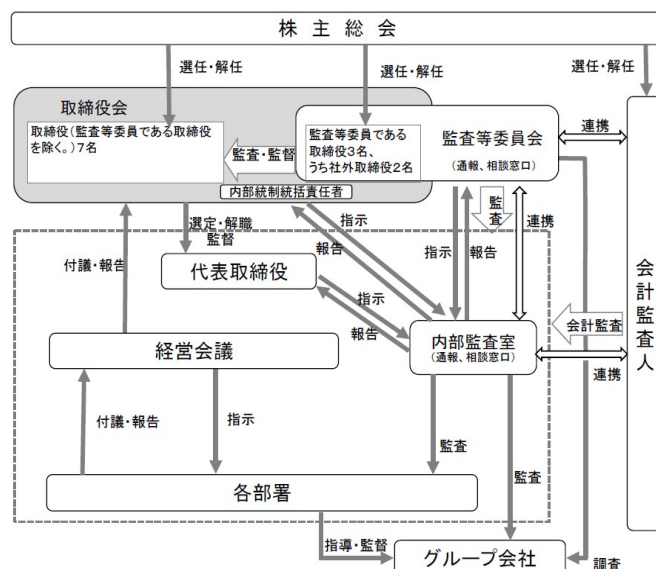 株主総会
選任・解任
選任・解任
選任・解任
取締役会
取締役（監査等委員である取締役
を除く。）7名
監査・監督
監査等委員である
取締役3名、
うち社外取締役2名
監査等委員会
（通報、相談窓口）
連携
内部統制統括責任者
選定・解職
監督
指示
報告
指示
報告
監査
連携
付議・報告
代表取締役
指示
報告
会計監査人
会計監査
経営会議
内部監査室
（通報、相談窓口）
連携
付議・報告
指示
監査
監査
各部署
指導・監督
グループ会社
調査